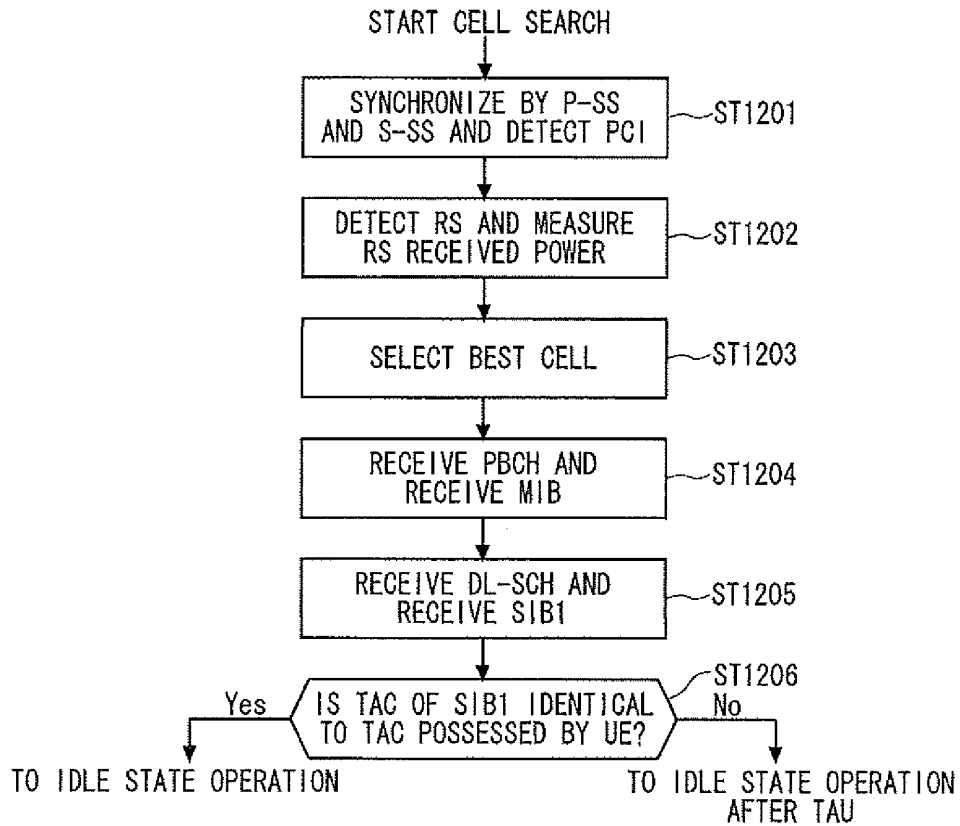 START CELL SEARCH
SYNCHRONIZE BY P-SS
AND S-SS AND DETECT PCI
ST1201
DETECT RS AND MEASURE
RS RECEIVED POWER
ST1202
SELECT BEST CELL
ST1203
RECEIVE PBCH AND
RECEIVE MIB
ST1204
RECEIVE DL-SCH AND
RECEIVE SIB1
ST1205
ST1206
IS TAC OF SIB1 IDENTICAL
TO TAC POSSESSED BY UE?
Yes
No
TO IDLE STATE OPERATION
TO IDLE STATE OPERATION
AFTER TAU